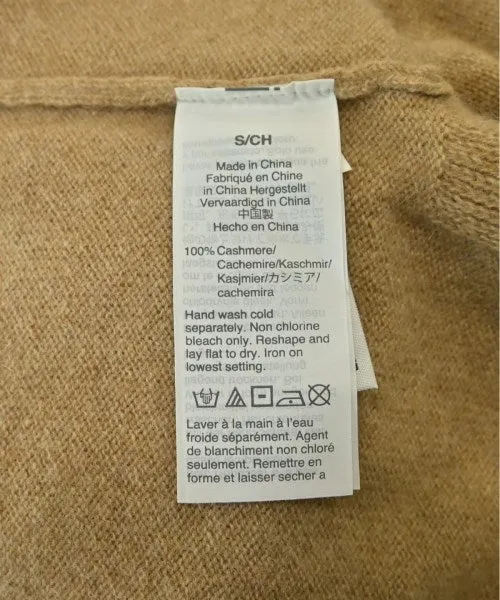 S/CH
Made in China
Fabriqué en Chine
in China Hergestellt
Vervaardigd in China
中国製
Hecho en China
100% Cashmere/
Cachemire/Kaschmir/
Kasjmier/カシミア/
cachemira
Hand wash cold
separately. Non chlorine
bleach only. Reshape and
lay flat to dry. Iron on
lowest setting.
Laver à la main à l'eau
froide séparément. Agent
de blanchiment non chloré
seulement. Remettre en
forme et laisser secher a